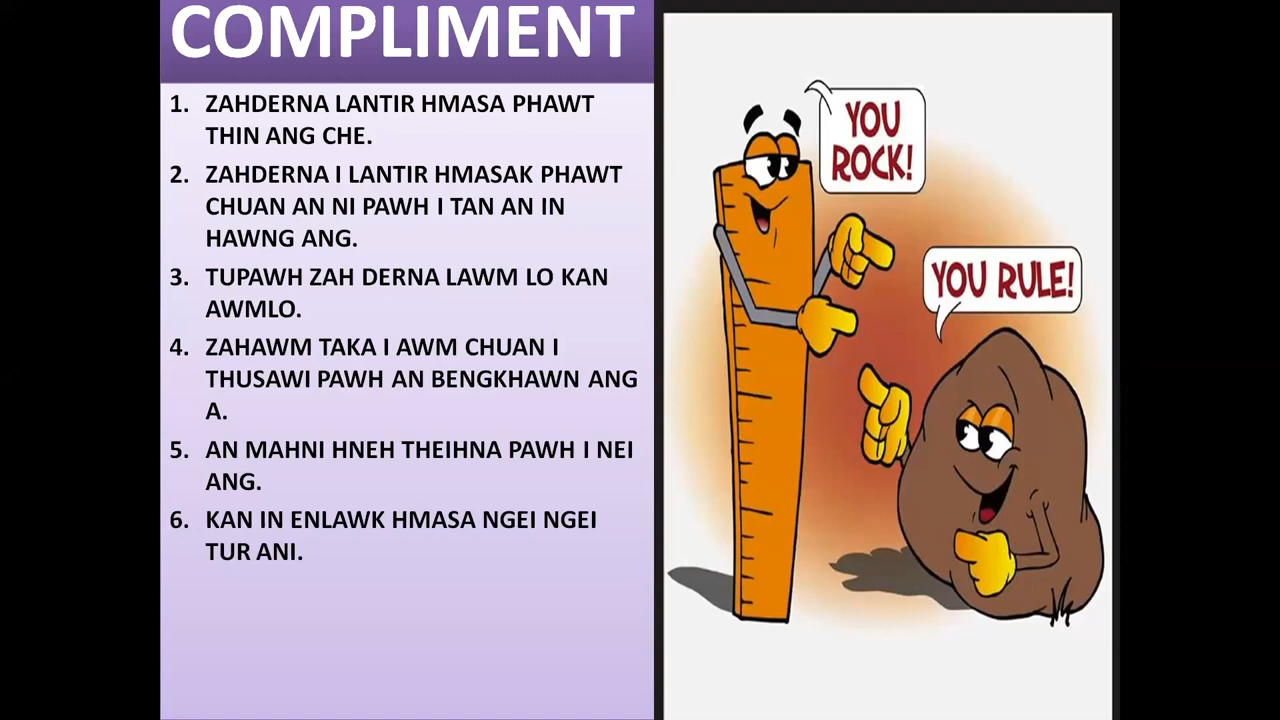 COMPLIMENT
1. ZAHDERNA LANTIR HMASA PHAWT
THIN ANG CHE.
2. ZAHDERNA I LANTIR HMASAK PHAWT
CHUAN AN NI PAWH I TAN AN IN
HAWNG ANG.
3. TUPAWH ZAH DERNA LAWM LO KAN
AWMLO.
4. ZAHAWM TAKA I AWM CHUAN I
THUSAWI PAWH AN BENGKHAWN ANG
A.
5. AN MAHNI HNEH THEIHNA PAWH I NEI
ANG.
6. KAN IN ENLAWK HMASA NGEI NGEI
TUR ANI.
YOU
ROCK!
YOU RULE!